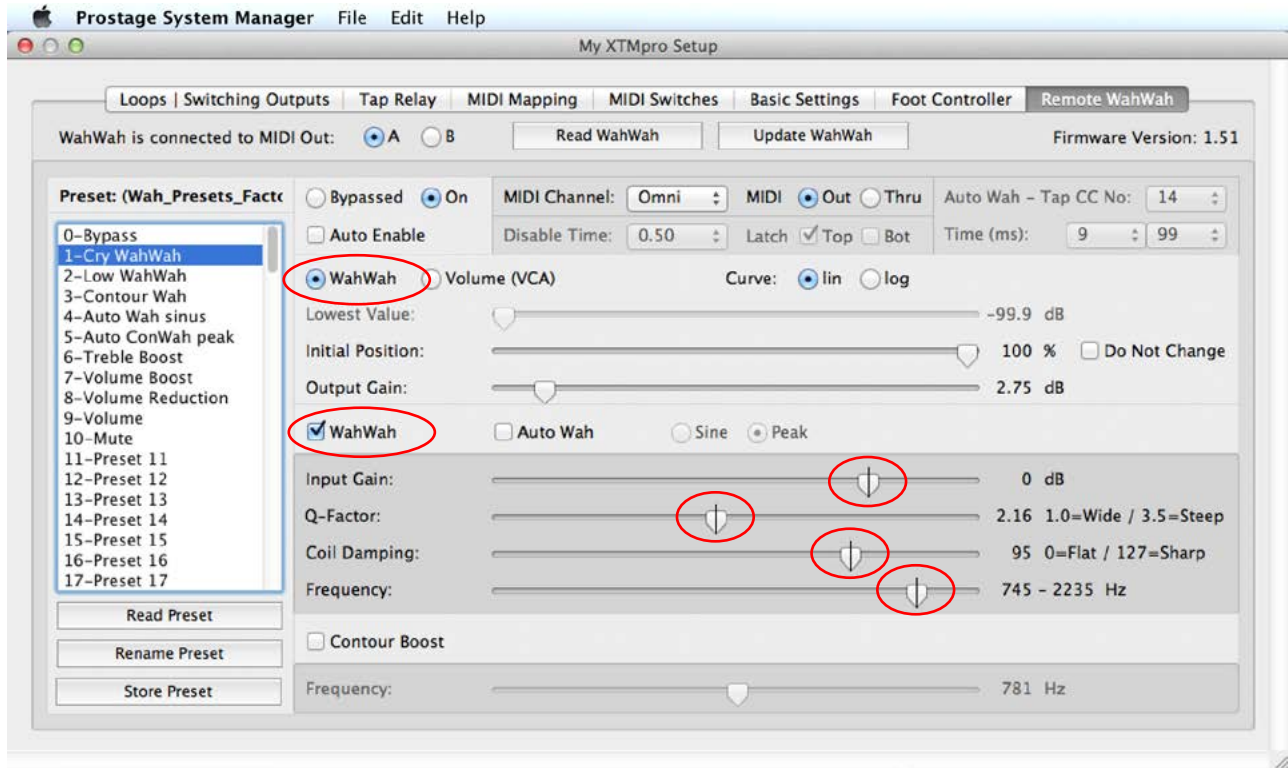 Prostage System Manager File Edit Help
My XTMpro Setup
Loops | Switching Outputs Tap Relay MIDI Mapping MIDI Switches Basic Settings Foot Controller Remote WahWah
WahWah is connected to MIDI Out: A B Read WahWah Update WahWah Firmware Version: 1.51
Preset: (Wah_Presets_Factc
Bypassed On MIDI Channel: Omni MIDI Out Thru Auto Wah – Tap CC No: 14
Auto Enable Disable Time: 0.50 Latch Top Bot Time (ms): 9 99
0-Bypass
1-Cry WahWah
2-Low WahWah
3-Contour Wah
4-Auto Wah sinus
5-Auto ConWah peak
6-Treble Boost
7-Volume Boost
8-Volume Reduction
9-Volume
10-Mute
11-Preset 11
12-Preset 12
13-Preset 13
14-Preset 14
15-Preset 15
16-Preset 16
17-Preset 17
Read Preset
Rename Preset
Store Preset
WahWah Volume (VCA) Curve: lin log
Lowest Value: -99.9 dB
Initial Position: 100 % Do Not Change
Output Gain: 2.75 dB
WahWah Auto Wah Sine Peak
Input Gain: 0 dB
Q-Factor: 2.16 1.0=Wide / 3.5=Steep
Coil Damping: 95 0=Flat / 127=Sharp
Frequency: 745 – 2235 Hz
Contour Boost
Frequency: 781 Hz